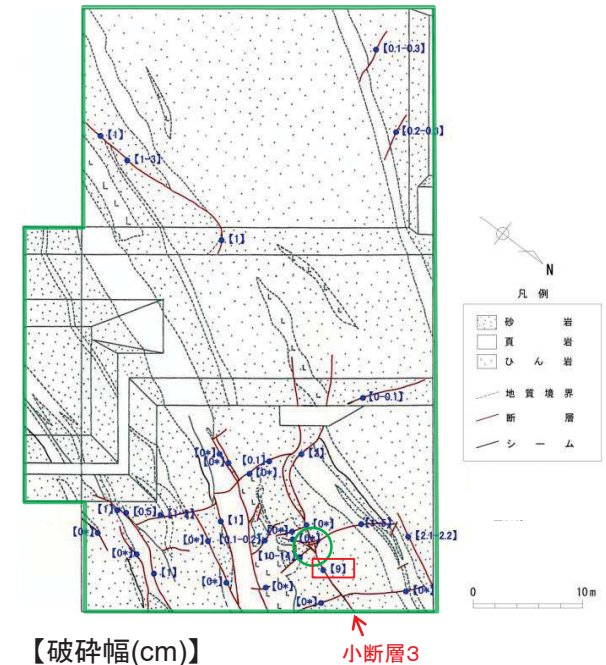 【0.1-0.3】
【0.2-0.3】
【1】
【1-3】
【1】
N
凡 例
砂 岩
頁 岩
ひ ん 岩
地 質 境 界
断 層
シ ー ム
【0-0.1】
【0*】
【0*】
【0.1】
【0*】
【2】
【1】
【0.5】
【1-2】
【1】
【0*】
【1-5】
【0*】
【0*】
【0.1-0.2】
【0*】
【0*】
【2.1-2.2】
【0*】
【10-14】
【9】
【1】
【0*】
【0*】
【0*】
【0*】
0 10m
【破砕幅(cm)】
小断層3